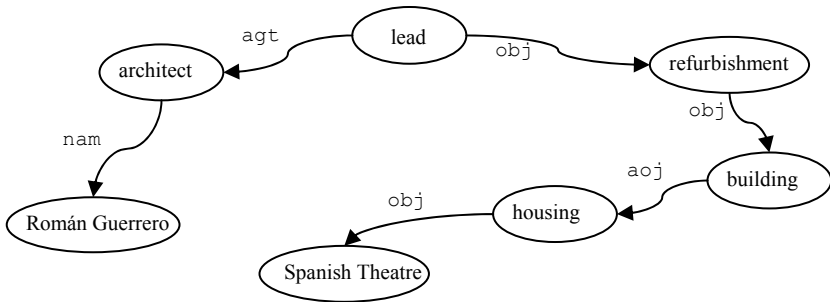 agt
lead
obj
architect
refurbishment
nam
obj
aoj
building
obj
housing
Román Guerrero
Spanish Theatre